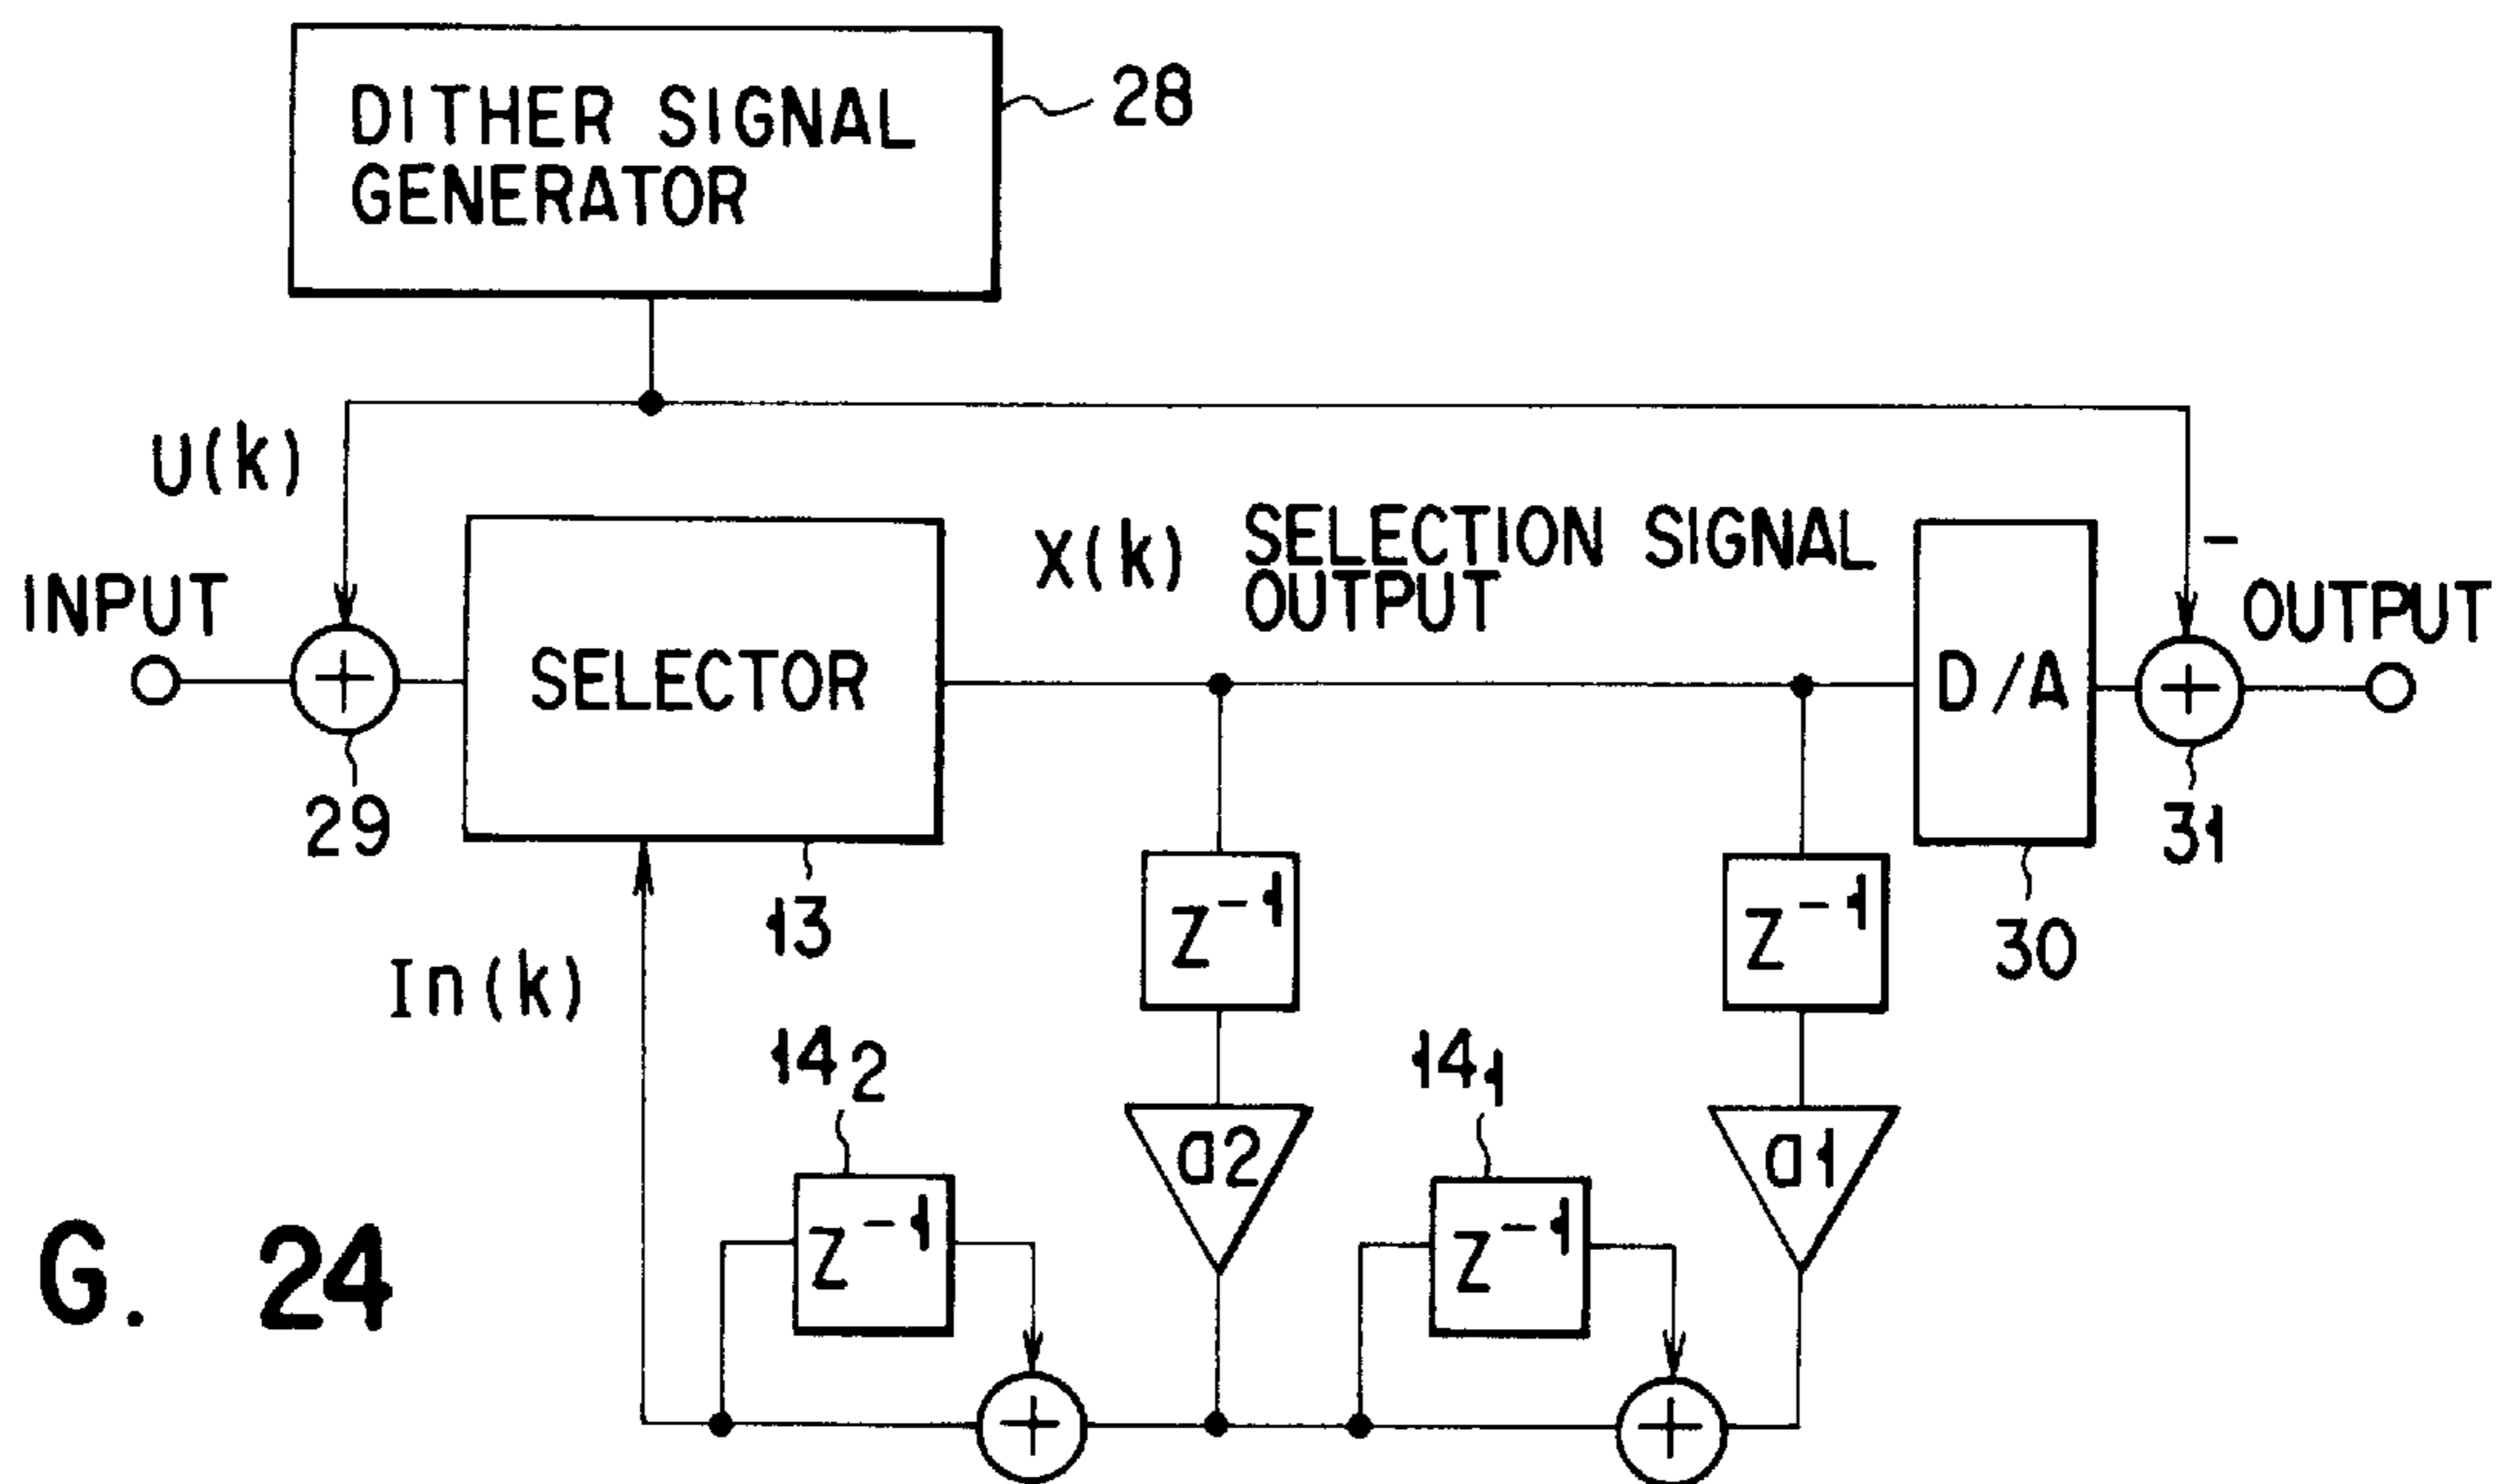 DITHER SIGNAL
GENERATOR
28
U(k)
INPUT
29
SELECTOR
13
X(k)
SELECTION SIGNAL
OUTPUT
D/A
30
-
OUTPUT
31
In(k)
Z⁻¹
Z⁻¹
14₂
14₁
a2
a1
Z⁻¹
Z⁻¹
G. 24